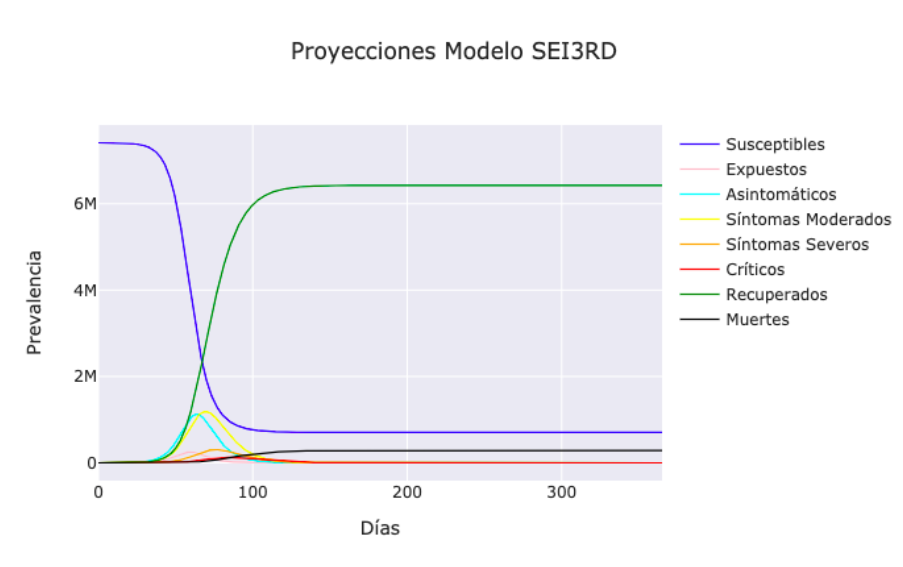 Proyecciones Modelo SEI3RD
Prevalencia
6M
4M
2M
0
0
100
200
300
Días
Susceptibles
Expuestos
Asintomáticos
Síntomas Moderados
Síntomas Severos
Críticos
Recuperados
Muertes